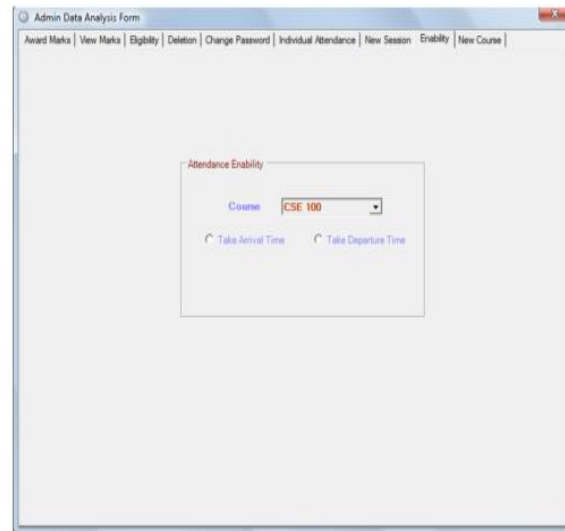 Admin Data Analysis Form
Award Marks | View Marks | Eligibility | Deletion | Change Password | Individual Attendance | New Session | Enability | New Course
Attendance Enability
Course CSE 100
Take Arrival Time Take Departure Time